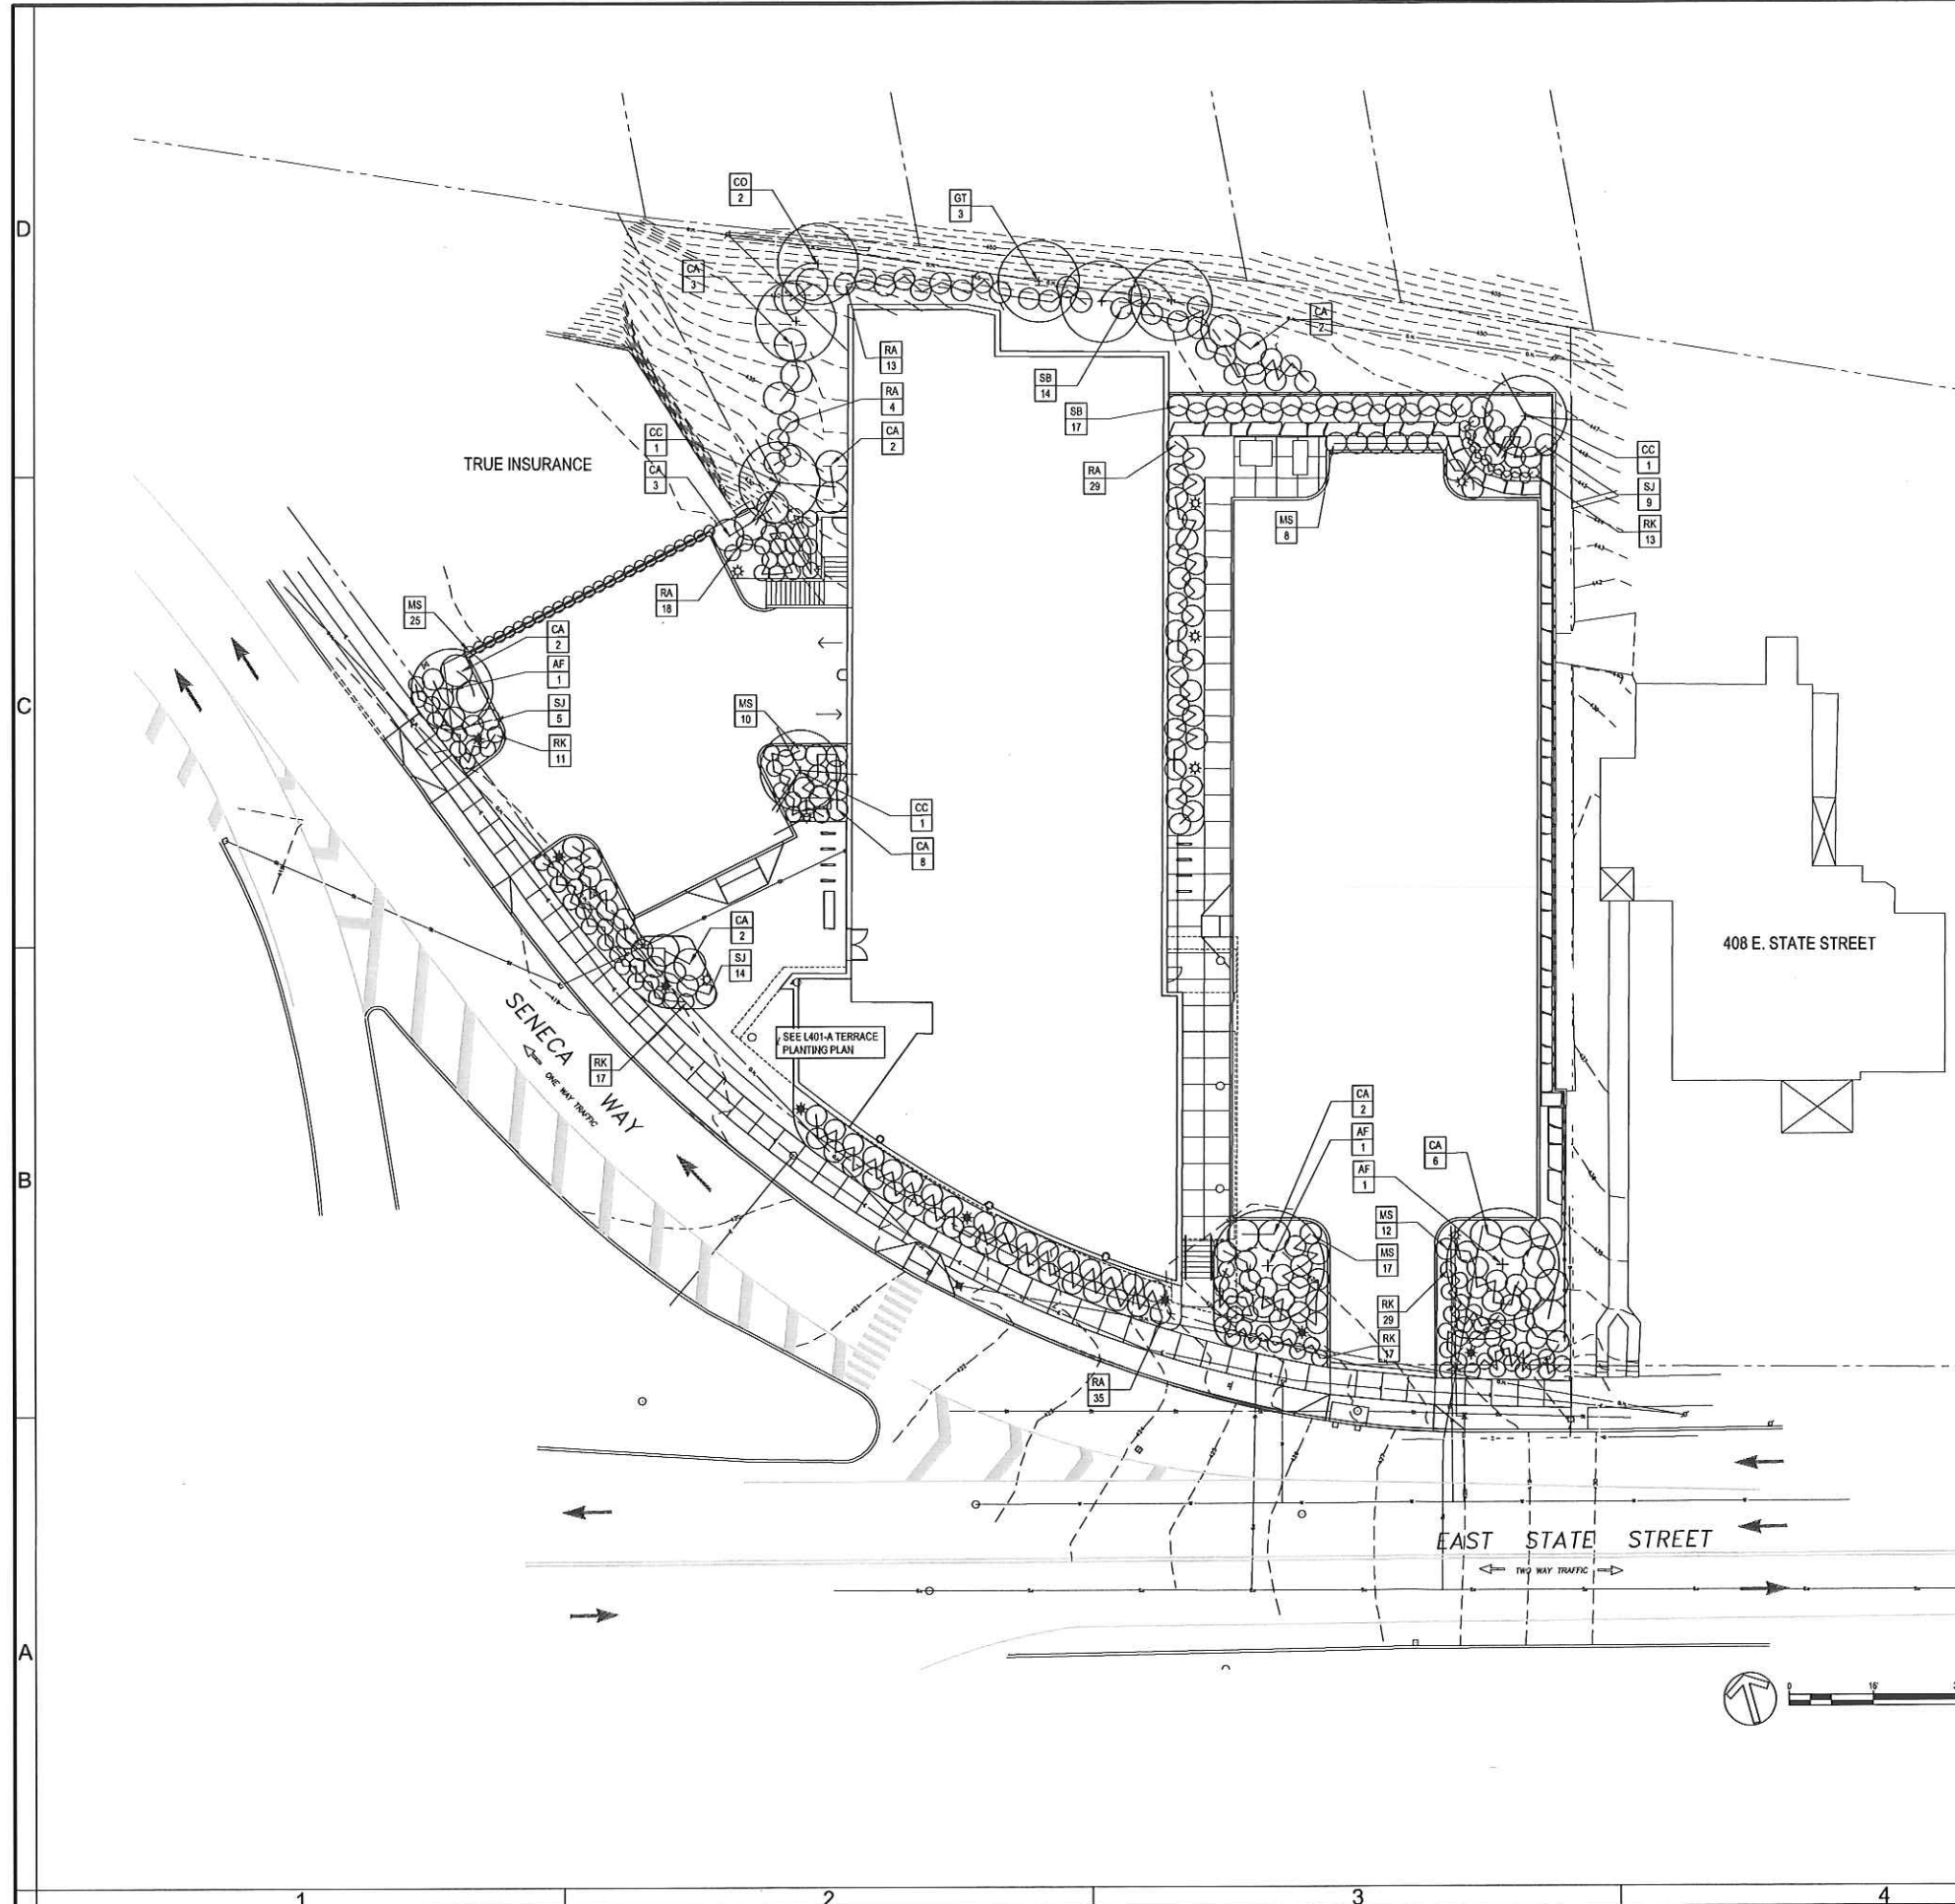 D
CO
2
GT
3
CA
3
CA
2
RA
13
RA
4
CA
2
SB
14
SB
17
CC
1
CA
3
TRUE INSURANCE
RA
29
MS
8
CC
1
SJ
9
RK
13
RA
18
MS
25
CA
2
AF
1
SJ
5
RK
11
C
MS
10
CC
1
CA
8
CA
2
SJ
14
408 E. STATE STREET
SENECA WAY
ONE WAY TRAFFIC
SEE L401-A TERRACE
PLANTING PLAN
RK
17
CA
2
AF
1
AF
1
CA
6
B
MS
12
MS
17
RK
29
RK
17
RA
35
EAST STATE STREET
TWO WAY TRAFFIC
A
0
16'
1
2
3
4